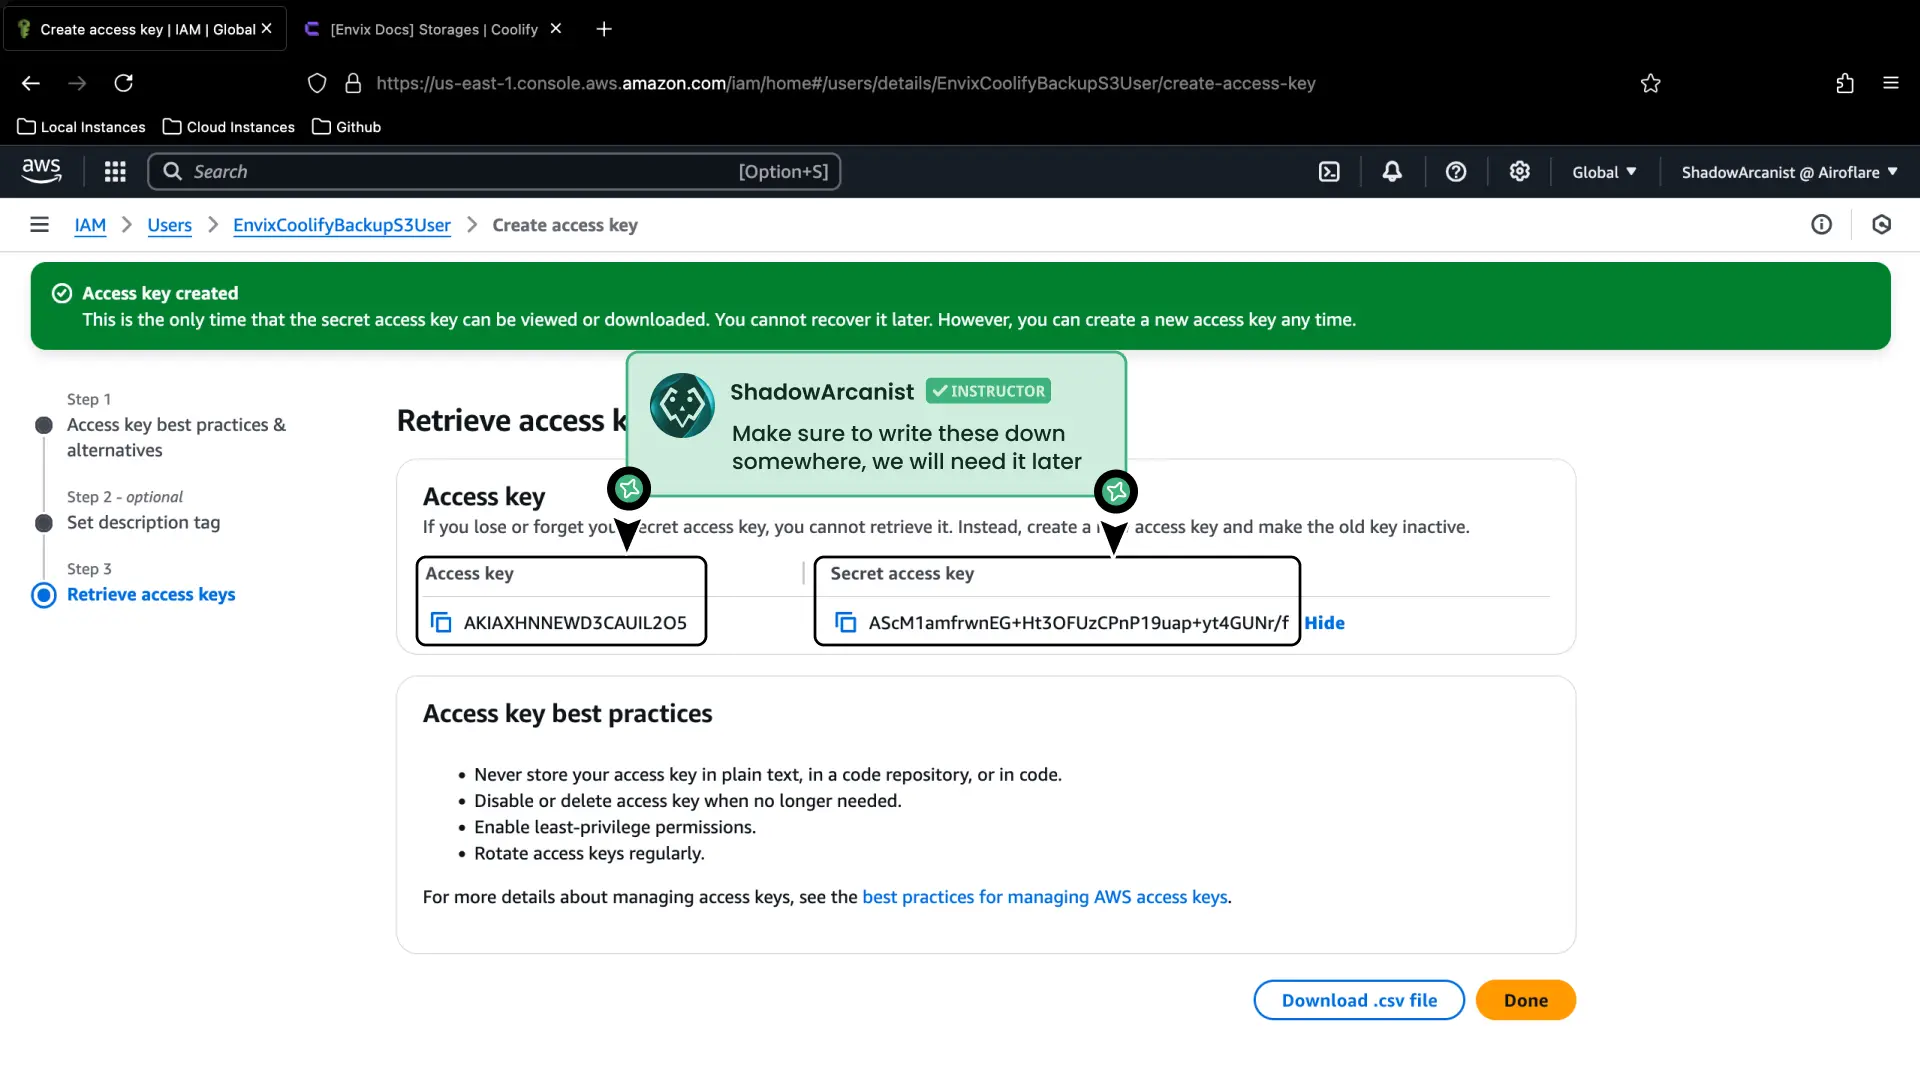 Create access key | IAM | Global
[Envix Docs] Storages | Coolify
https://us-east-1.console.aws.amazon.com/iam/home#/users/details/EnvixCoolifyBackupS3User/create-access-key
Local Instances
Cloud Instances
Github
aws
Search
[Option+S]
Global
ShadowArcanist @ Airoflare
IAM
Users
EnvixCoolifyBackupS3User
Create access key
Access key created
This is the only time that the secret access key can be viewed or downloaded. You cannot recover it later. However, you can create a new access key any time.
Step 1
Access key best practices &
alternatives
Step 2 - optional
Set description tag
Step 3
Retrieve access keys
Retrieve access k
ShadowArcanist
INSTRUCTOR
Make sure to write these down
somewhere, we will need it later
Access key
If you lose or forget you secret access key, you cannot retrieve it. Instead, create a access key and make the old key inactive.
Access key
Secret access key
AKIAXHNNEWD3CAUIL2O5
AScM1amfrwnEG+Ht3OFUzCPnP19uap+yt4GUNr/f
Hide
Access key best practices
• Never store your access key in plain text, in a code repository, or in code.
• Disable or delete access key when no longer needed.
• Enable least-privilege permissions.
• Rotate access keys regularly.
For more details about managing access keys, see the best practices for managing AWS access keys.
Download .csv file
Done